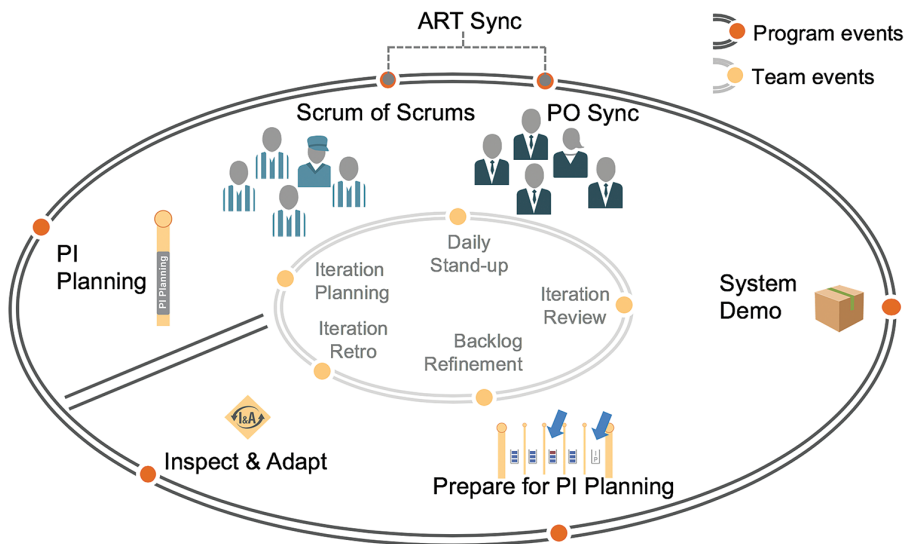 ART Sync
Program events
Team events
Scrum of Scrums
PO Sync
PI
Planning
PI Planning
Daily
Stand-up
Iteration
Planning
Iteration
Review
Iteration
Retro
Backlog
Refinement
System
Demo
I&A
Inspect & Adapt
I
P
Prepare for PI Planning